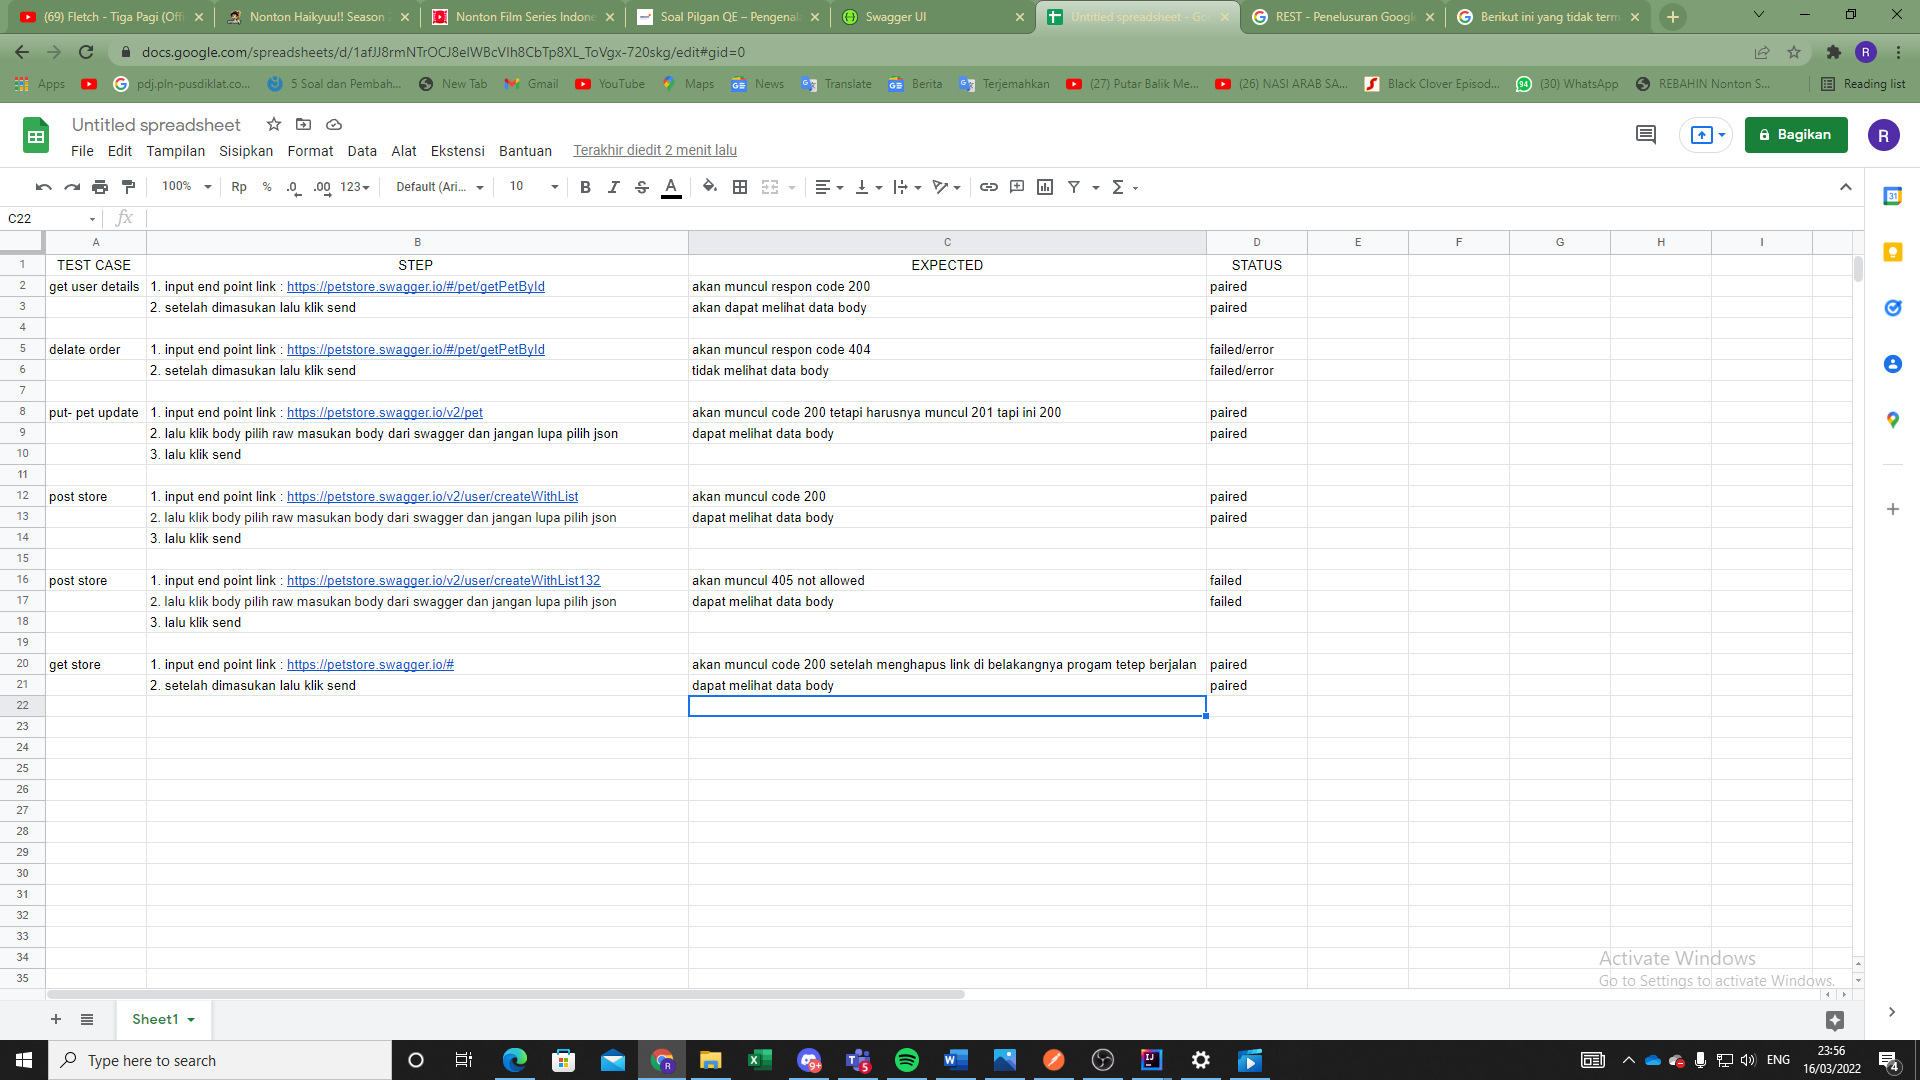 (69) Fletch - Tiga Pagi (Offi
Nonton Haikyuu!! Season
Nonton Film Series Indone
Soal Pilgan QE – Pengenal
Swagger UI
Untitled spreadsheet - Go
REST - Penelusuran Google
Berikut ini yang tidak term
docs.google.com/spreadsheets/d/1afJJ8rmNTrOCJ8eIWBcVIh8CbTp8XL_ToVgx-720skg/edit#gid=0
R
Apps
pdj.pln-pusdiklat.co...
5 Soal dan Pembah...
New Tab
Gmail
YouTube
Maps
News
Translate
Berita
Terjemahkan
(27) Putar Balik Me...
(26) NASI ARAB SA...
Black Clover Episod...
(30) WhatsApp
REBAHIN Nonton S...
Reading list
Untitled spreadsheet
Bagikan
R
File Edit Tampilan Sisipkan Format Data Alat Ekstensi Bantuan Terakhir diedit 2 menit lalu
100% Rp % .0 .00 123 Default (Ari... 10 B I S A
C22 fx
A B C D E F G H I
1 TEST CASE STEP EXPECTED STATUS
2 get user details 1. input end point link : https://petstore.swagger.io/#/pet/getPetById akan muncul respon code 200 paired
3 2. setelah dimasukan lalu klik send akan dapat melihat data body paired
4
5 delate order 1. input end point link : https://petstore.swagger.io/#/pet/getPetById akan muncul respon code 404 failed/error
6 2. setelah dimasukan lalu klik send tidak melihat data body failed/error
7
8 put- pet update 1. input end point link : https://petstore.swagger.io/v2/pet akan muncul code 200 tetapi harusnya muncul 201 tapi ini 200 paired
9 2. lalu klik body pilih raw masukan body dari swagger dan jangan lupa pilih json dapat melihat data body paired
10 3. lalu klik send
11
12 post store 1. input end point link : https://petstore.swagger.io/v2/user/createWithList akan muncul code 200 paired
13 2. lalu klik body pilih raw masukan body dari swagger dan jangan lupa pilih json dapat melihat data body paired
14 3. lalu klik send
15
16 post store 1. input end point link : https://petstore.swagger.io/v2/user/createWithList132 akan muncul 405 not allowed failed
17 2. lalu klik body pilih raw masukan body dari swagger dan jangan lupa pilih json dapat melihat data body failed
18 3. lalu klik send
19
20 get store 1. input end point link : https://petstore.swagger.io/# akan muncul code 200 setelah menghapus link di belakangnya progam tetep berjalan paired
21 2. setelah dimasukan lalu klik send dapat melihat data body paired
22
23
24
25
26
27
28
29
30
31
32
33
34
35
Activate Windows
Go to Settings to activate Windows.
Sheet1
Type here to search
ENG
23:56
16/03/2022
4